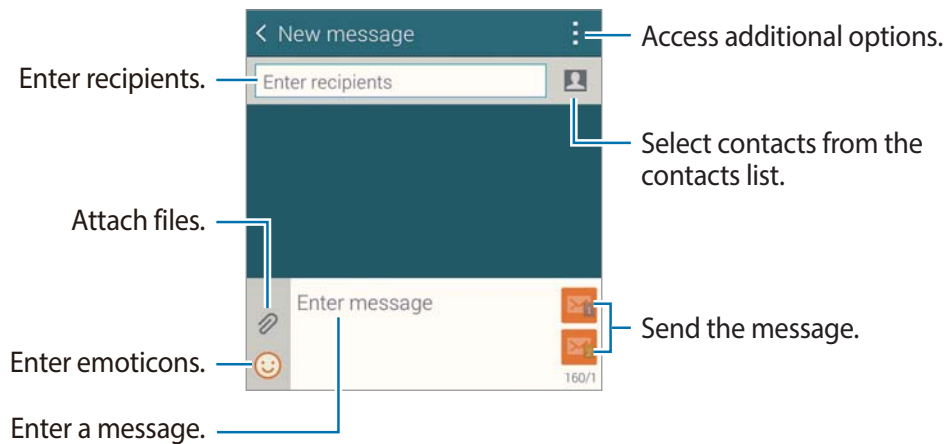 New message
Access additional options.
Enter recipients.
Enter recipients
Select contacts from the
contacts list.
Attach files.
Enter message
Send the message.
Enter emoticons.
160/1
Enter a message.